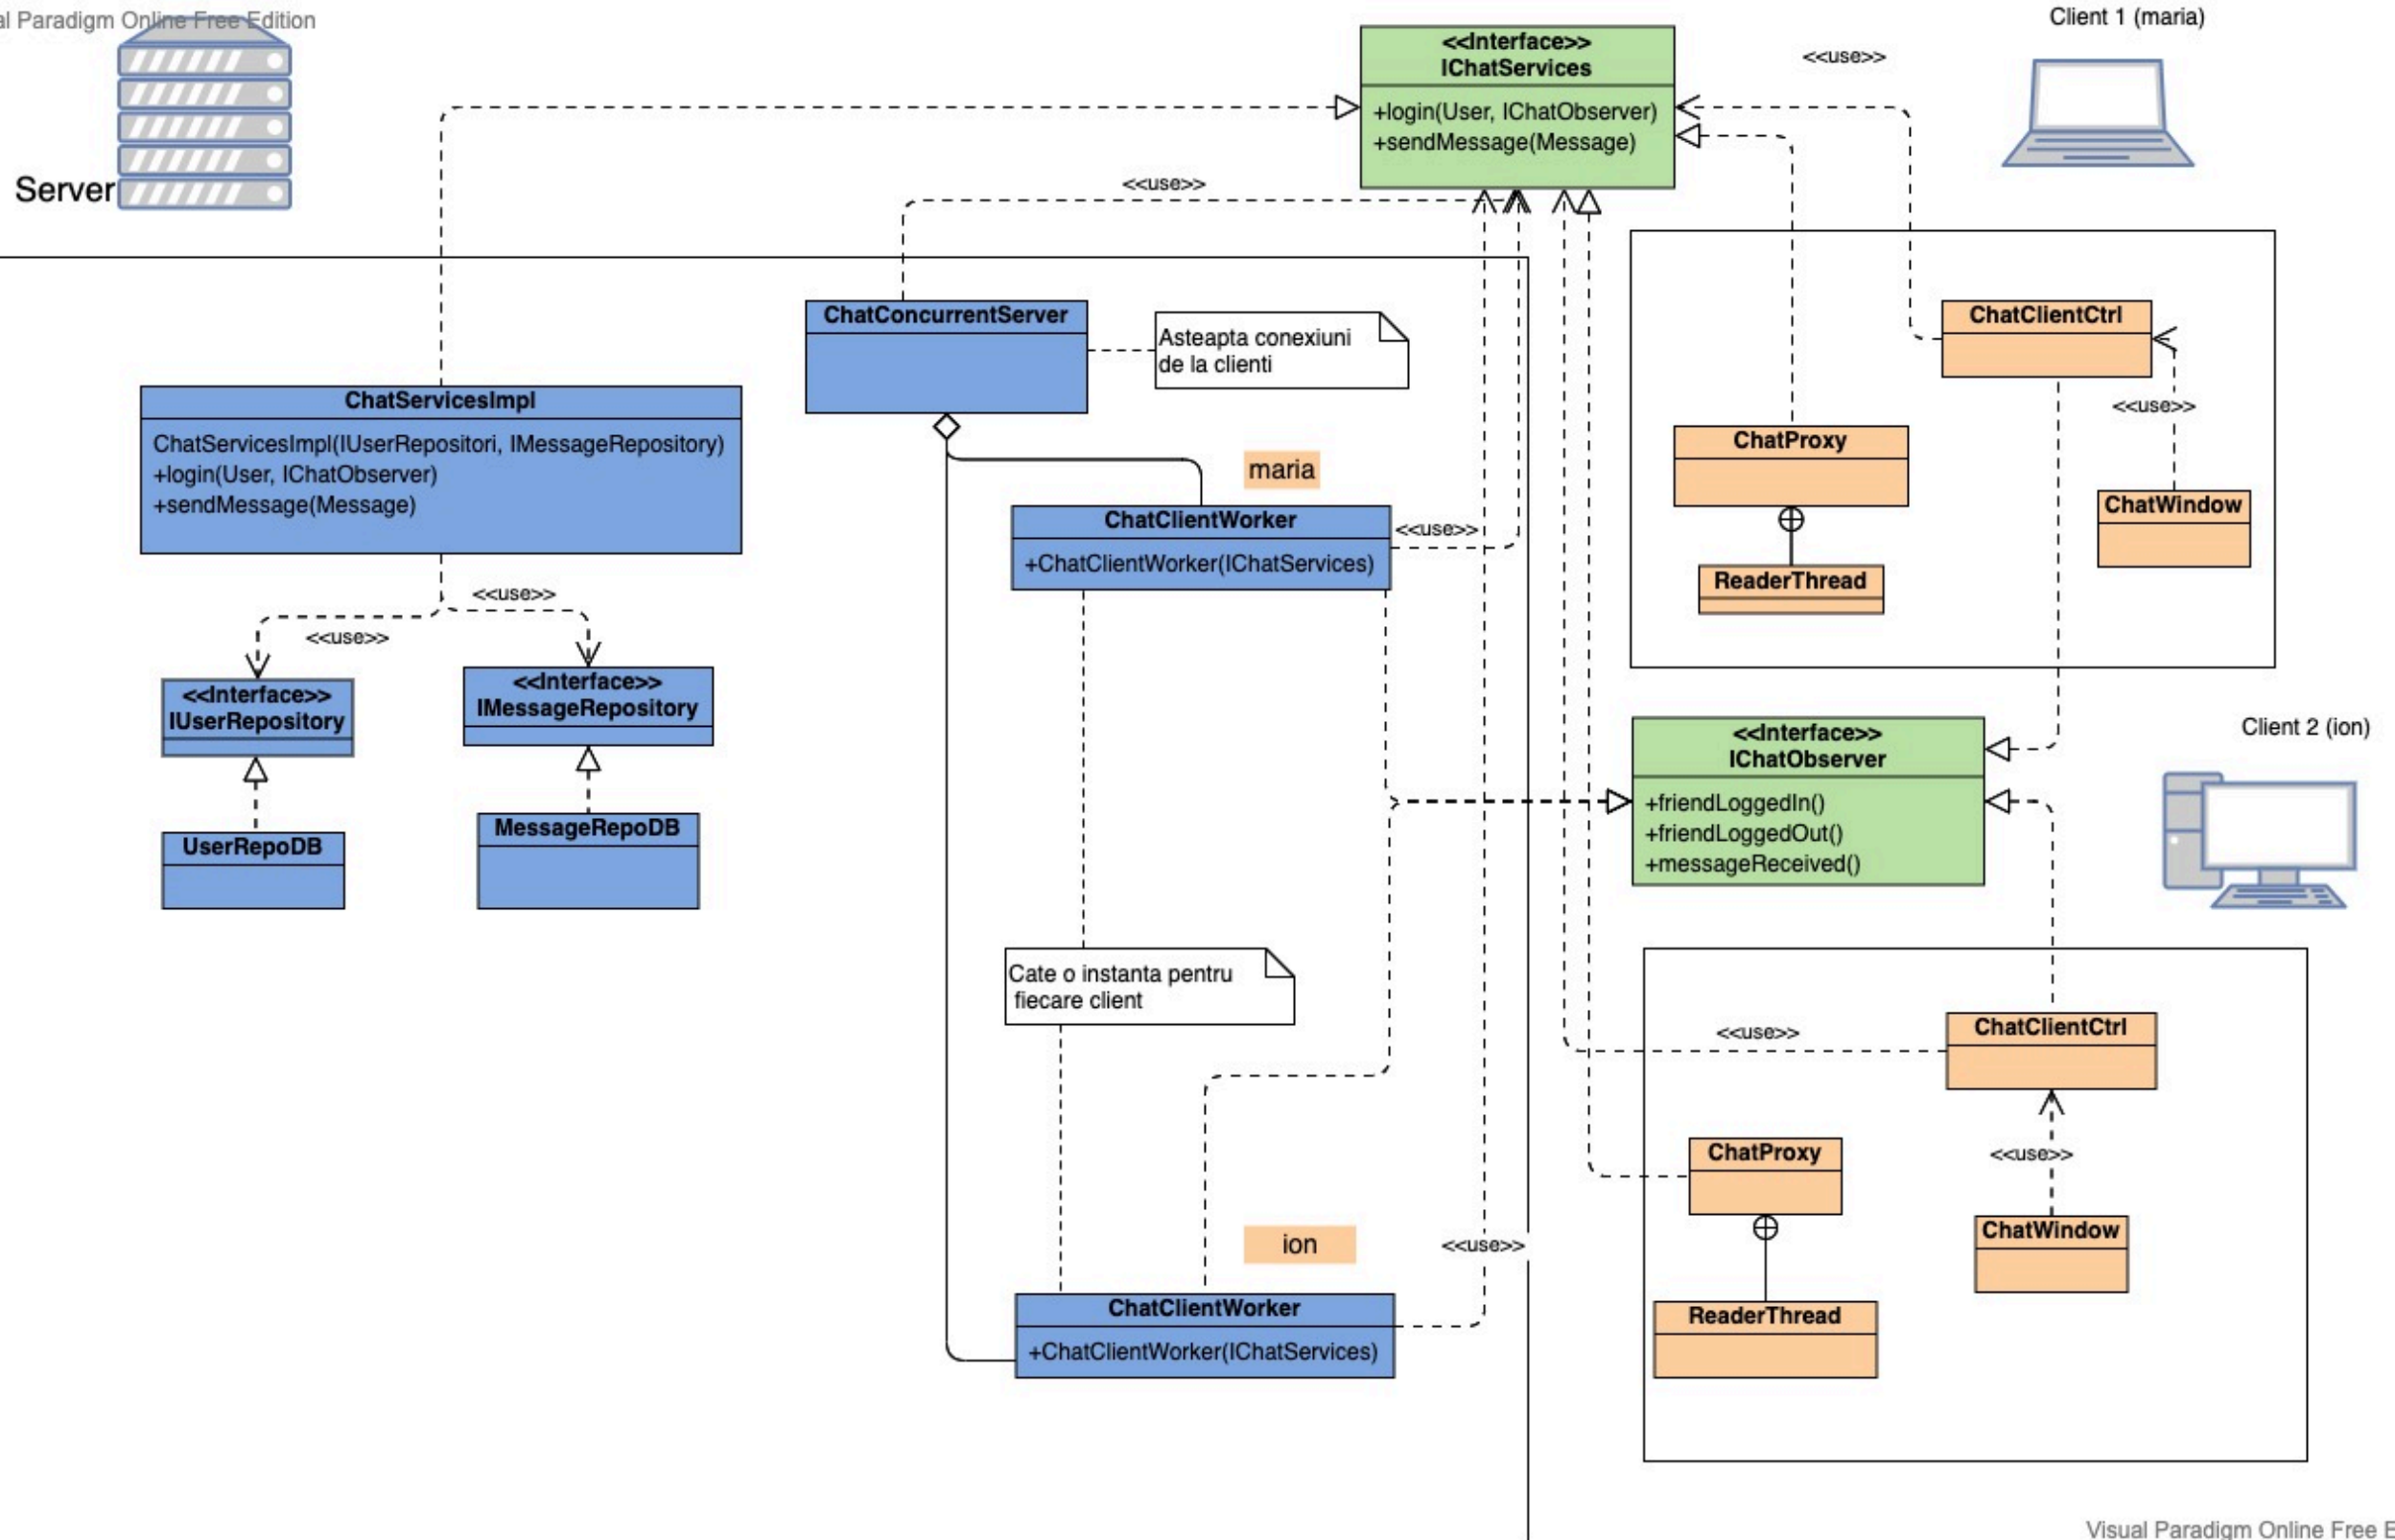 al Paradigm Online Free Edition
Server
<<Interface>>
IChatServices
+login(User, IChatObserver)
+sendMessage(Message)
<<use>>
Client 1 (maria)
<<use>>
ChatConcurrentServer
Asteapta conexiuni
de la clienti
ChatClientCtrl
<<use>>
ChatProxy
ChatWindow
ReaderThread
ChatServicesImpl
ChatServicesImpl(IUserRepositori, IMessageRepository)
+login(User, IChatObserver)
+sendMessage(Message)
maria
ChatClientWorker
+ChatClientWorker(IChatServices)
<<use>>
<<use>>
<<use>>
<<Interface>>
IUserRepository
<<Interface>>
IMessageRepository
UserRepoDB
MessageRepoDB
<<Interface>>
IChatObserver
+friendLoggedIn()
+friendLoggedOut()
+messageReceived()
Client 2 (ion)
Cate o instanta pentru
fiecare client
<<use>>
ChatClientCtrl
ChatProxy
<<use>>
ChatWindow
ReaderThread
ion
<<use>>
ChatClientWorker
+ChatClientWorker(IChatServices)
Visual Paradigm Online Free E